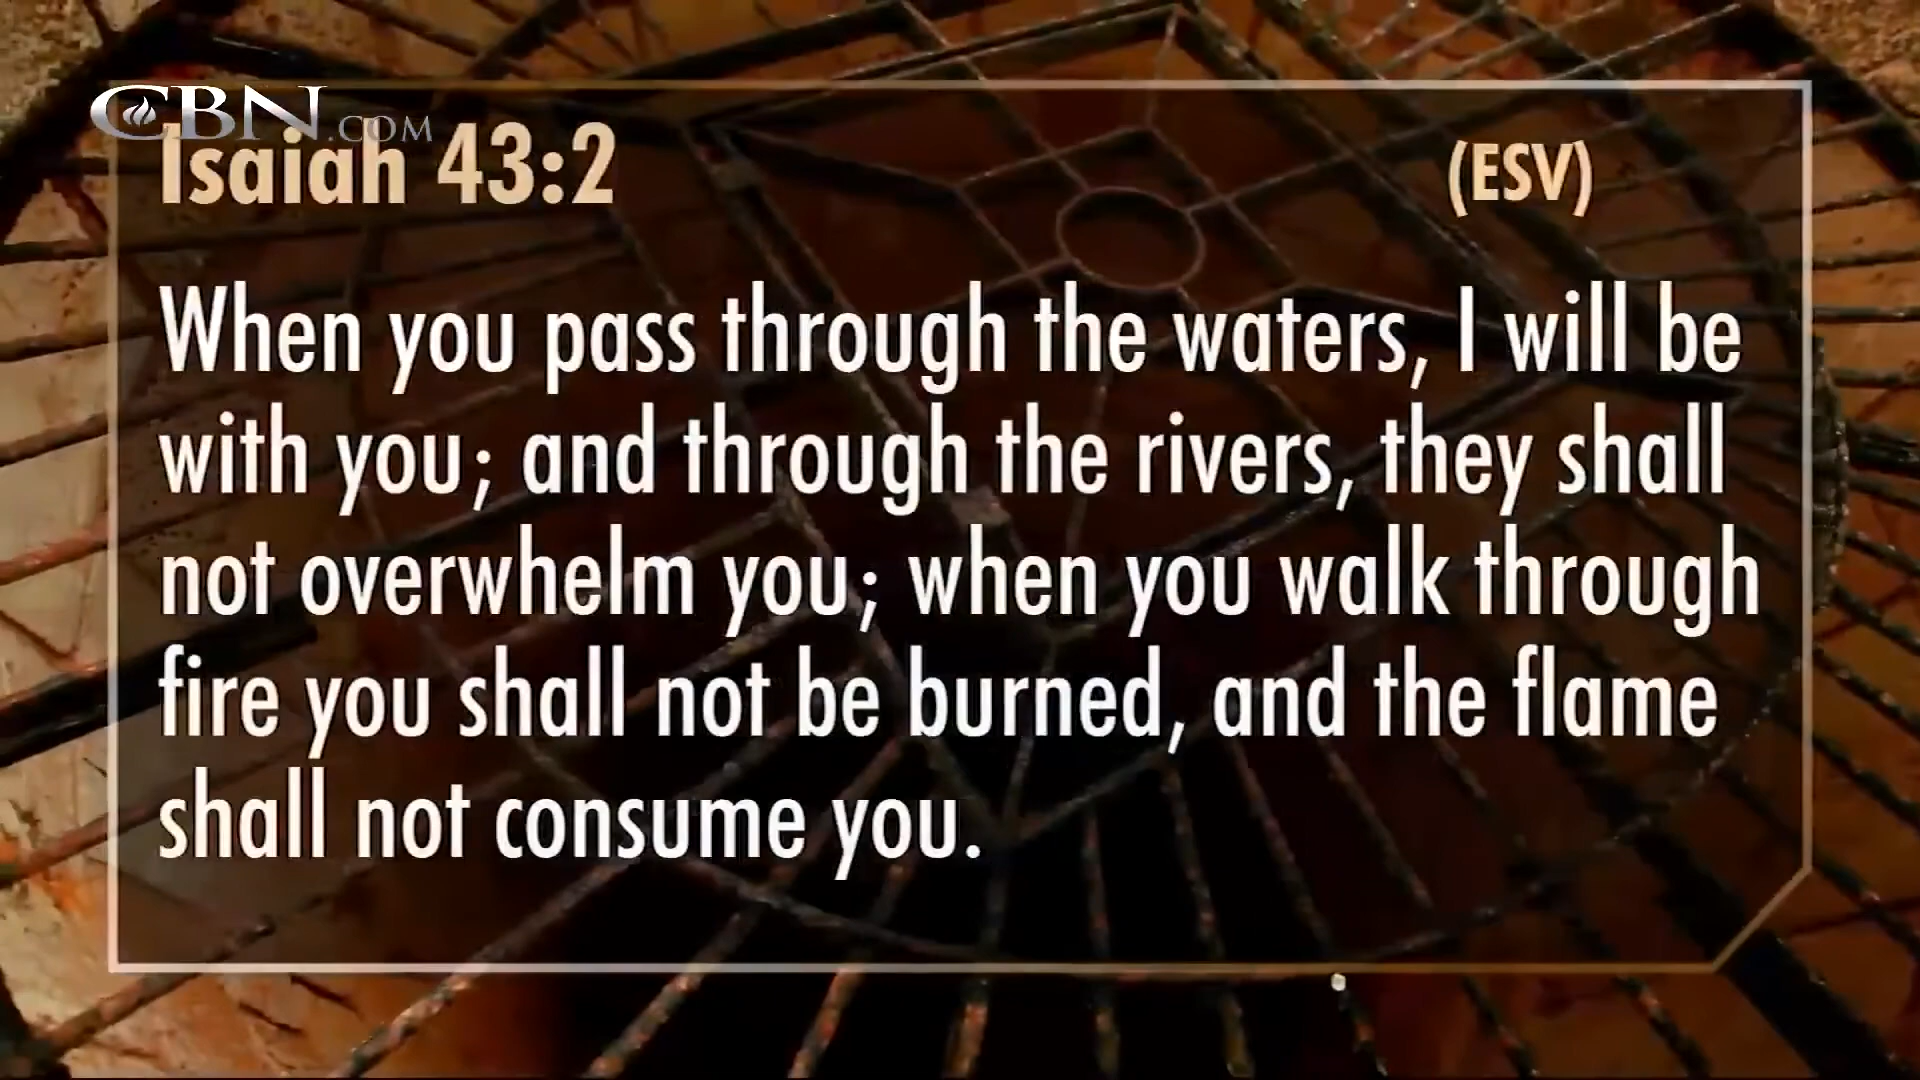 CBN.COM
Isaiah 43:2 (ESV)
When you pass through the waters, I will be
with you; and through the rivers, they shall
not overwhelm you; when you walk through
fire you shall not be burned, and the flame
shall not consume you.